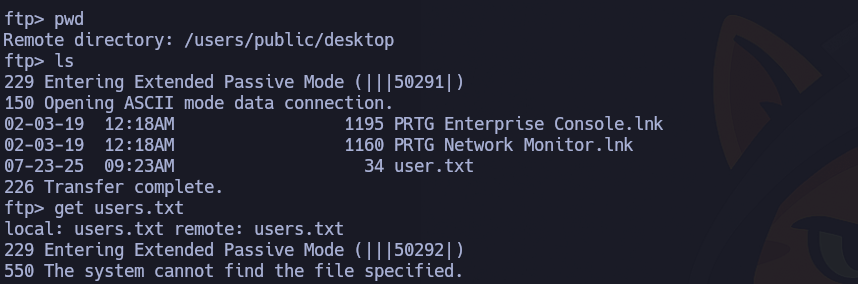 ftp> pwd
Remote directory: /users/public/desktop
ftp> ls
229 Entering Extended Passive Mode (|||50291|)
150 Opening ASCII mode data connection.
02-03-19  12:18AM                 1195 PRTG Enterprise Console.lnk
02-03-19  12:18AM                 1160 PRTG Network Monitor.lnk
07-23-25  09:23AM                   34 user.txt
226 Transfer complete.
ftp> get users.txt
local: users.txt remote: users.txt
229 Entering Extended Passive Mode (|||50292|)
550 The system cannot find the file specified.